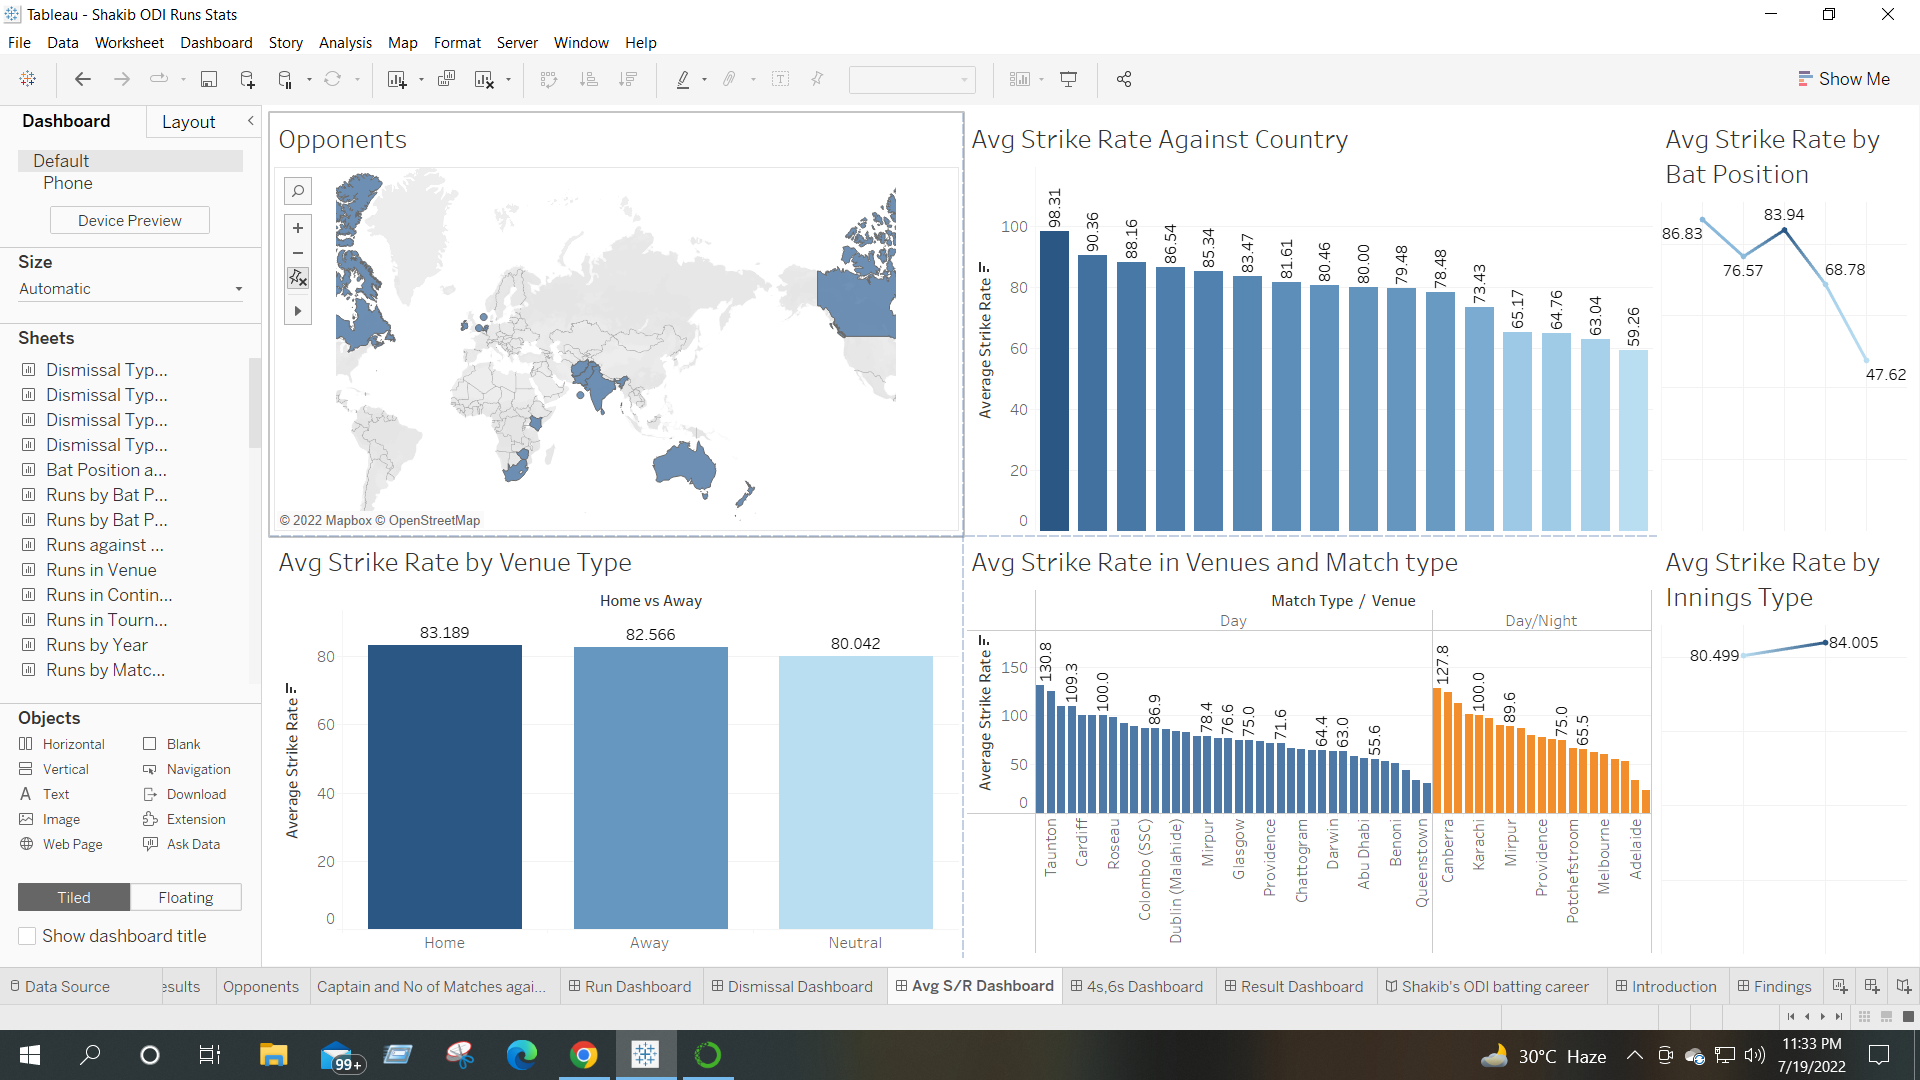 Tableau - Shakib ODI Runs Stats
File Data Worksheet Dashboard Story Analysis Map Format Server Window Help
Show Me
Dashboard
Layout
Default
Phone
Device Preview
Size
Automatic
Sheets
Dismissal Typ...
Dismissal Typ...
Dismissal Typ...
Dismissal Typ...
Bat Position a...
Runs by Bat P...
Runs by Bat P...
Runs against ...
Runs in Venue
Runs in Contin...
Runs in Tourn...
Runs by Year
Runs by Matc...
Objects
Horizontal Blank
Vertical Navigation
Text Download
Image Extension
Web Page Ask Data
Tiled Floating
Show dashboard title
Opponents
© 2022 Mapbox © OpenStreetMap
Avg Strike Rate Against Country
Average Strike Rate
100
80
60
40
20
0
98.31
90.36
88.16
86.54
85.34
83.47
81.61
80.46
80.00
79.48
78.48
73.43
65.17
64.76
63.04
59.26
Avg Strike Rate by
Bat Position
86.83
76.57
83.94
68.78
47.62
Avg Strike Rate by Venue Type
Home vs Away
Average Strike Rate
80
60
40
20
0
83.189
82.566
80.042
Home
Away
Neutral
Avg Strike Rate in Venues and Match type
Match Type / Venue
Day
Day/Night
Average Strike Rate
150
100
50
0
130.8
109.3
100.0
86.9
78.4
76.6
75.0
71.6
64.4
63.0
55.6
127.8
100.0
89.6
75.0
65.5
Taunton
Cardiff
Roseau
Colombo (SSC)
Dublin (Malahide)
Mirpur
Glasgow
Providence
Chattogram
Darwin
Abu Dhabi
Benoni
Queenstown
Canberra
Karachi
Mirpur
Providence
Potchefstroom
Melbourne
Adelaide
Avg Strike Rate by
Innings Type
80.499
84.005
Data Source
esults
Opponents
Captain and No of Matches agai...
Run Dashboard
Dismissal Dashboard
Avg S/R Dashboard
4s,6s Dashboard
Result Dashboard
Shakib's ODI batting career
Introduction
Findings
99+
30°C Haze
11:33 PM
7/19/2022